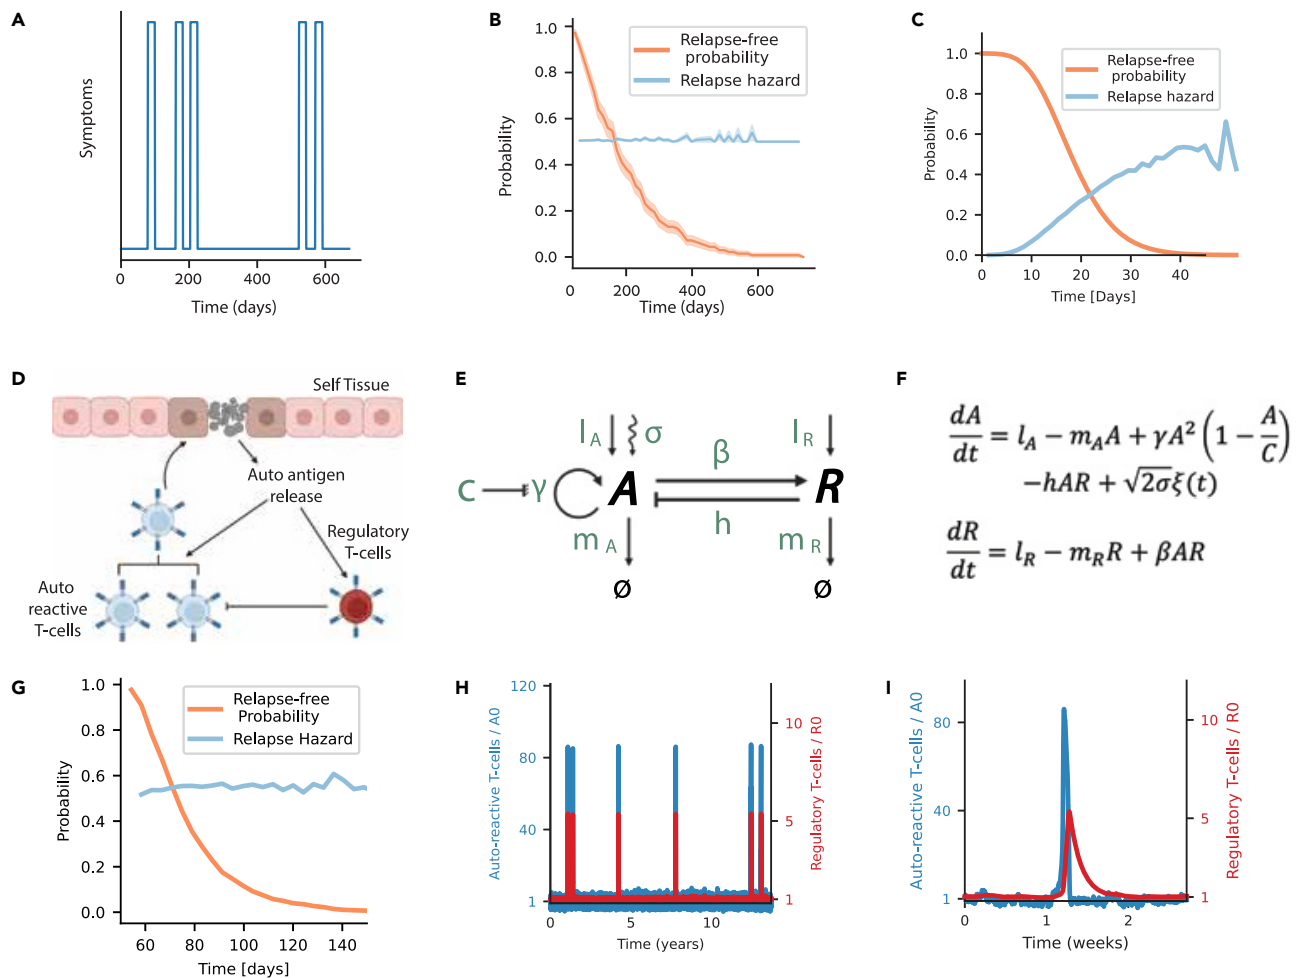 A
Symptoms
0
200
400
600
Time (days)
B
1.0
0.8
0.6
0.4
0.2
0.0
Probability
Relapse-free
probability
Relapse hazard
0
200
400
600
Time (days)
C
1.0
0.8
0.6
0.4
0.2
0.0
Probability
Relapse-free
probability
Relapse hazard
0
10
20
30
40
Time [Days]
D
Self Tissue
Auto antigen
release
Regulatory
T-cells
Auto
reactive
T-cells
E
l_A
σ
l_R
β
C
γ
A
R
h
m_A
m_R
Ø
Ø
F
dA/dt = l_A − m_A A + γA² (1 − A/C)
−hAR + √2σξ(t)
dR/dt = l_R − m_R R + βAR
G
1.0
0.8
0.6
0.4
0.2
0.0
Probability
Relapse-free
Probability
Relapse Hazard
60
80
100
120
140
Time [days]
H
120
80
40
1
Auto-reactive T-cells / A0
10
5
1
Regulatory T-cells / R0
0
5
10
Time (years)
I
80
40
1
Auto-reactive T-cells / A0
10
5
1
Regulatory T-cells / R0
0
1
2
Time (weeks)